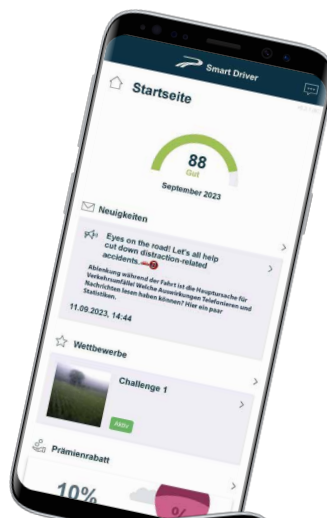 Smart Driver
Startseite
88
Gut
September 2023
Neuigkeiten
Eyes on the road! Let's all help
cut down distraction-related
accidents
Ablenkung während der Fahrt ist die Hauptursache für
Verkehrsunfälle! Welche Auswirkungen Telefonieren und
Nachrichten lesen haben können? Hier ein paar
Statistiken.
11.09.2023, 14:44
Wettbewerbe
Challenge 1
Aktiv
Prämienrabatt
10%
%